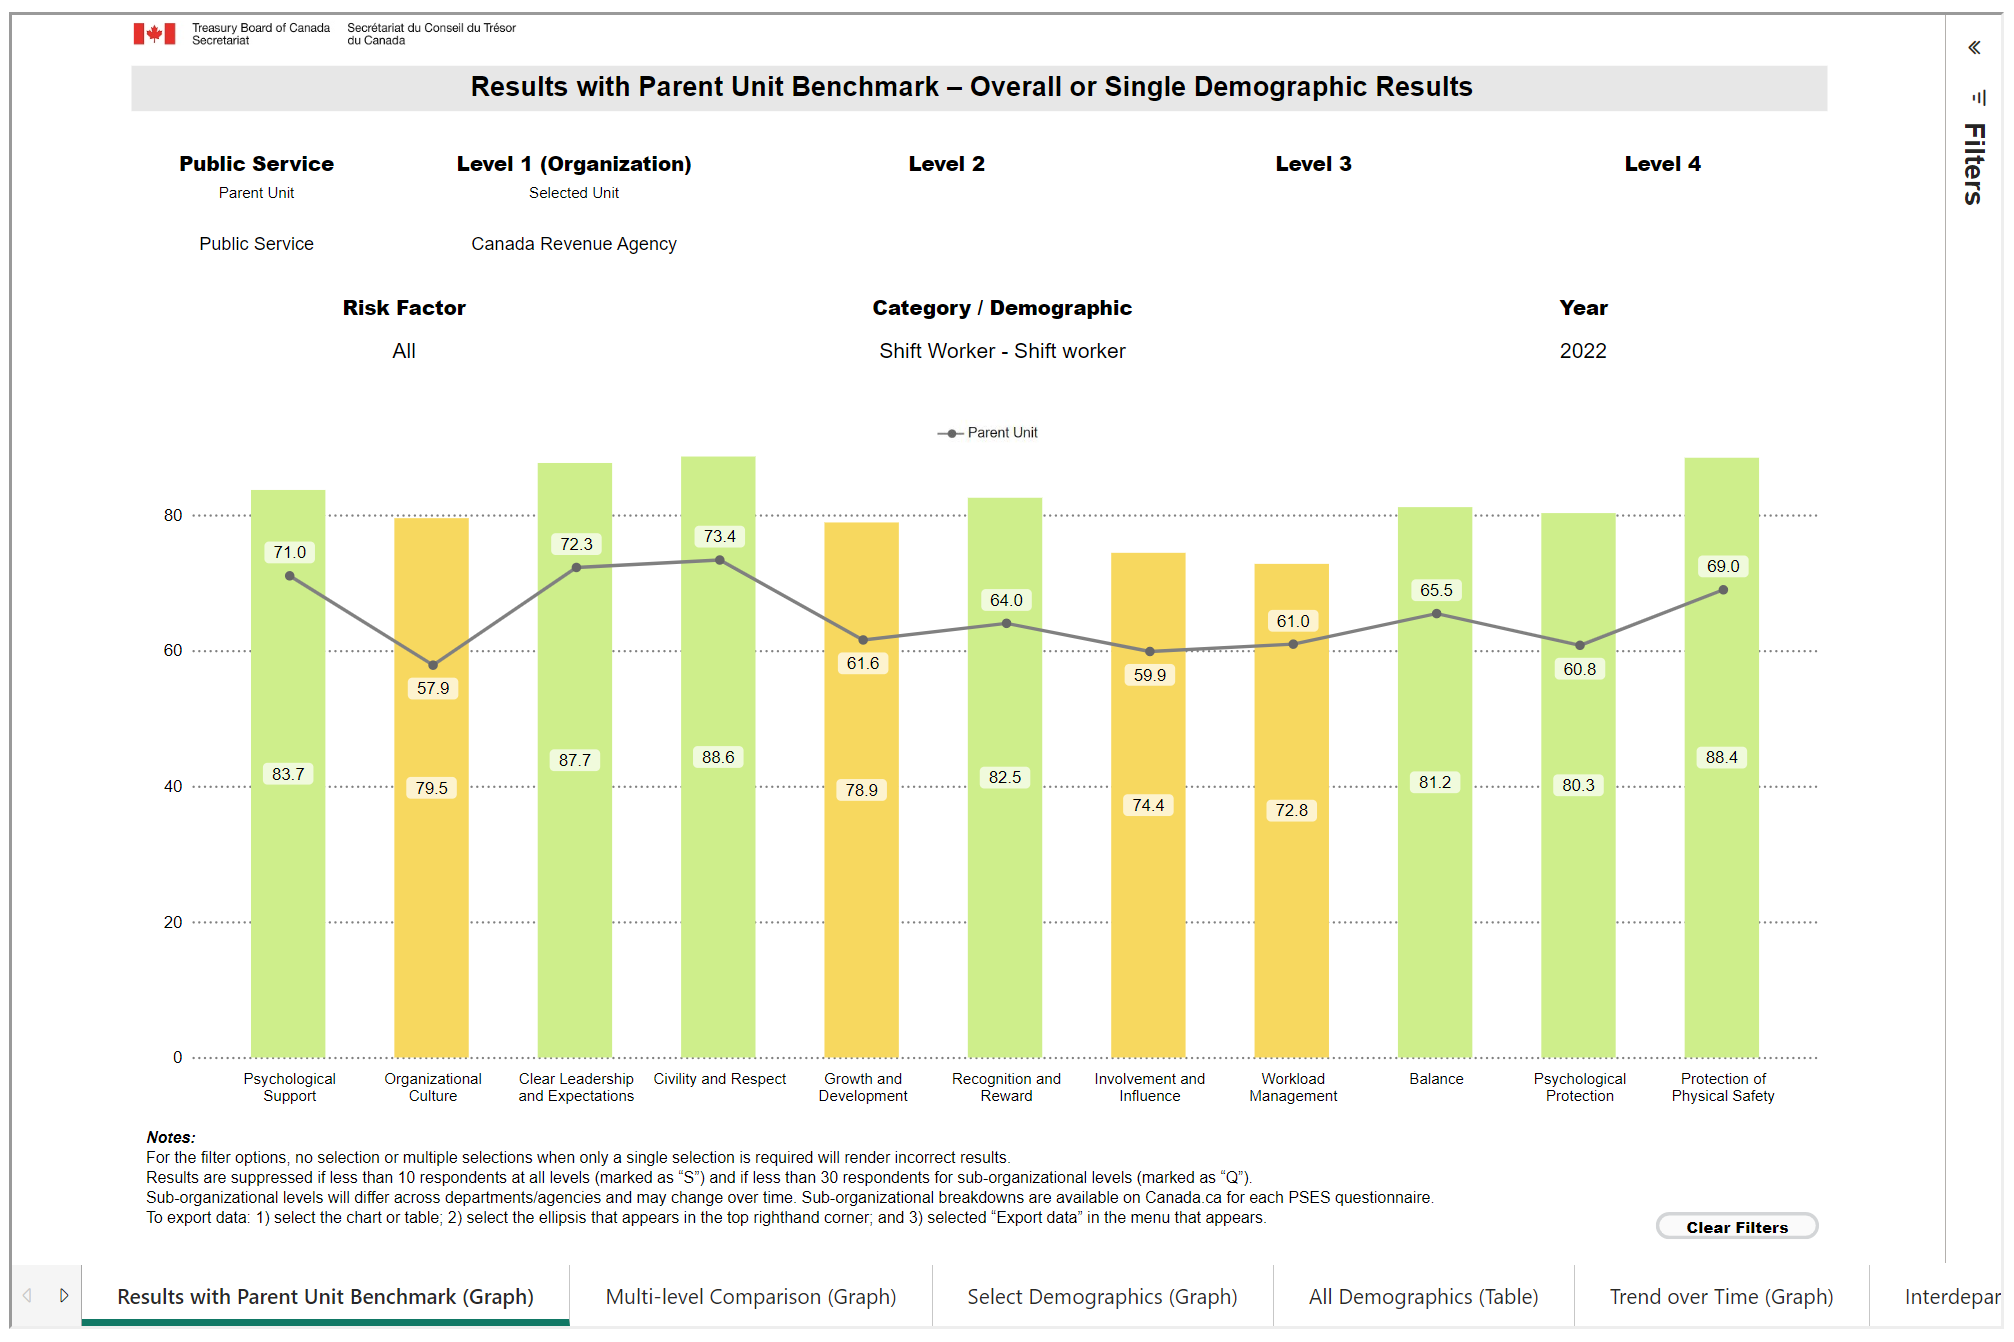 Treasury Board of Canada
Secretariat
Secrétariat du Conseil du Trésor
du Canada
Results with Parent Unit Benchmark – Overall or Single Demographic Results
Public Service
Level 1 (Organization)
Level 2
Level 3
Level 4
Parent Unit
Selected Unit
Public Service
Canada Revenue Agency
Risk Factor
Category / Demographic
Year
All
Shift Worker - Shift worker
2022
Filters
Parent Unit
80
60
40
20
0
71.0
57.9
72.3
73.4
61.6
64.0
59.9
61.0
65.5
60.8
69.0
83.7
79.5
87.7
88.6
78.9
82.5
74.4
72.8
81.2
80.3
88.4
Psychological
Support
Organizational
Culture
Clear Leadership
and Expectations
Civility and Respect
Growth and
Development
Recognition and
Reward
Involvement and
Influence
Workload
Management
Balance
Psychological
Protection
Protection of
Physical Safety
Notes:
For the filter options, no selection or multiple selections when only a single selection is required will render incorrect results.
Results are suppressed if less than 10 respondents at all levels (marked as “S”) and if less than 30 respondents for sub-organizational levels (marked as “Q”).
Sub-organizational levels will differ across departments/agencies and may change over time. Sub-organizational breakdowns are available on Canada.ca for each PSES questionnaire.
To export data: 1) select the chart or table; 2) select the ellipsis that appears in the top righthand corner; and 3) selected “Export data” in the menu that appears.
Clear Filters
Results with Parent Unit Benchmark (Graph)
Multi-level Comparison (Graph)
Select Demographics (Graph)
All Demographics (Table)
Trend over Time (Graph)
Interdepar